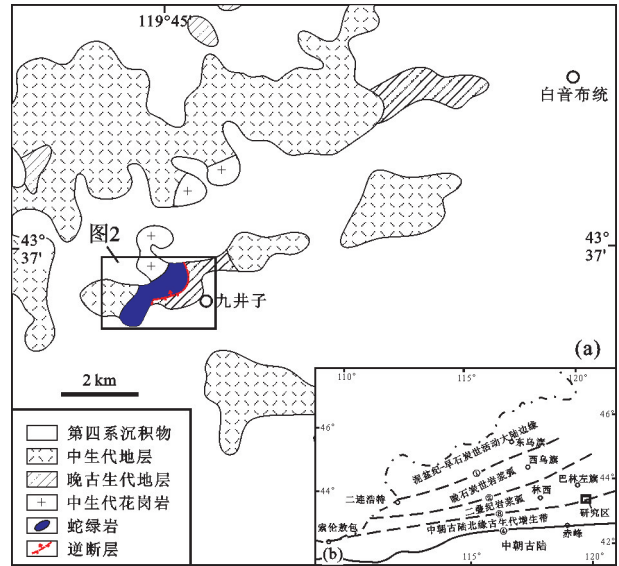 119°45'
白音布统
43°
37'
43°
37'
图2
九井子
(a)
2 km
第四系沉积物
中生代地层
晚古生代地层
中生代花岗岩
蛇绿岩
逆断层
110°
115°
120°
46°
46°
泥盆纪-早石炭世活动大陆边缘
东乌旗
①
西乌旗
晚石炭世岩浆弧
巴林左旗
44°
44°
二连浩特
②
林西
二叠纪岩浆弧
研究区
③
索伦敖包
中朝古陆北缘古生代增生带
④
赤峰
42°
42°
中朝古陆
(b)
110°
115°
120°